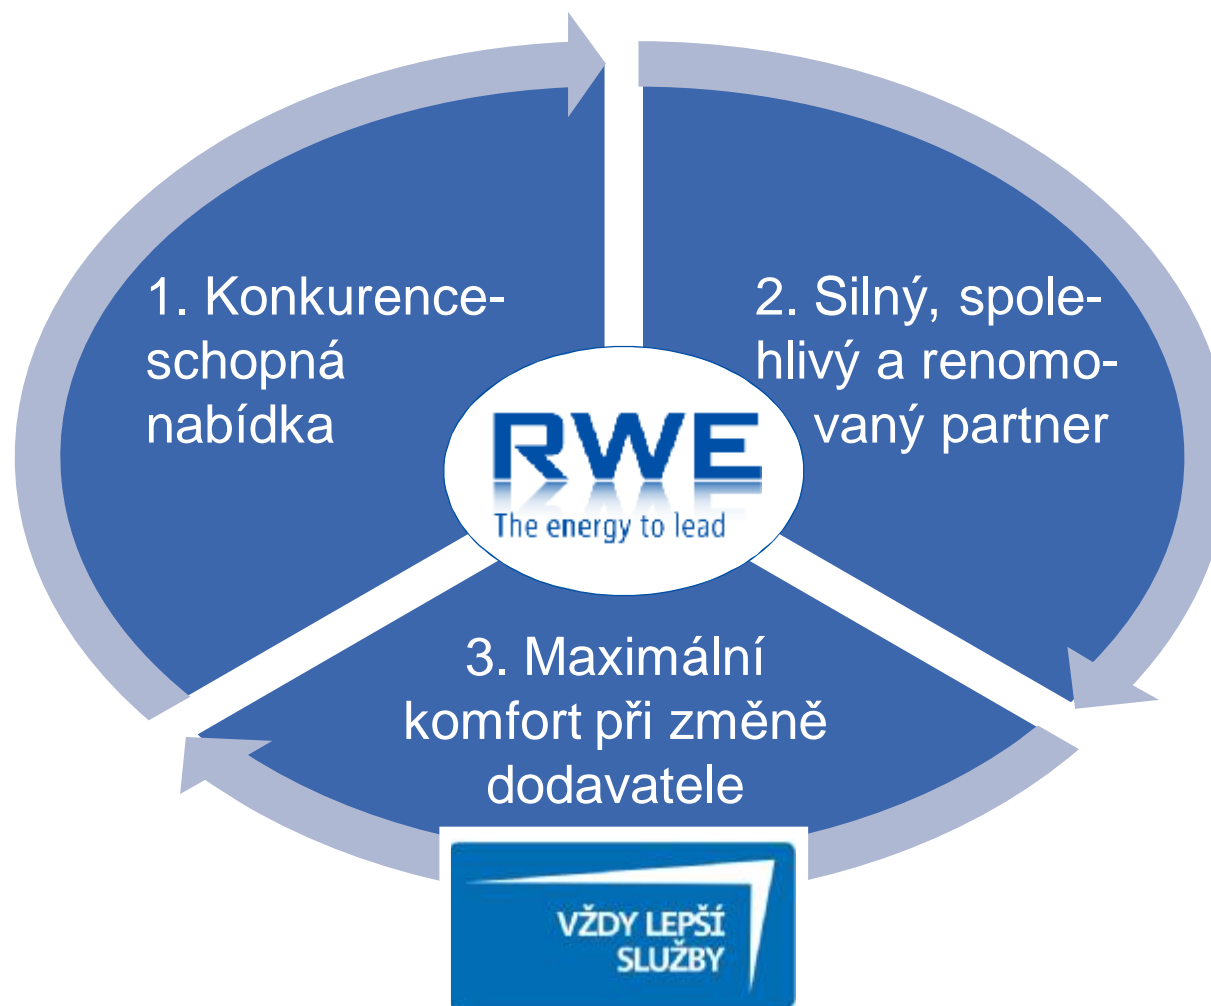 1. Konkurence-
schopná
nabídka
2. Silný, spole-
hlivý a renomo-
vaný partner
RWE
The energy to lead
3. Maximální
komfort při změně
dodavatele
VŽDY LEPŠÍ
SLUŽBY